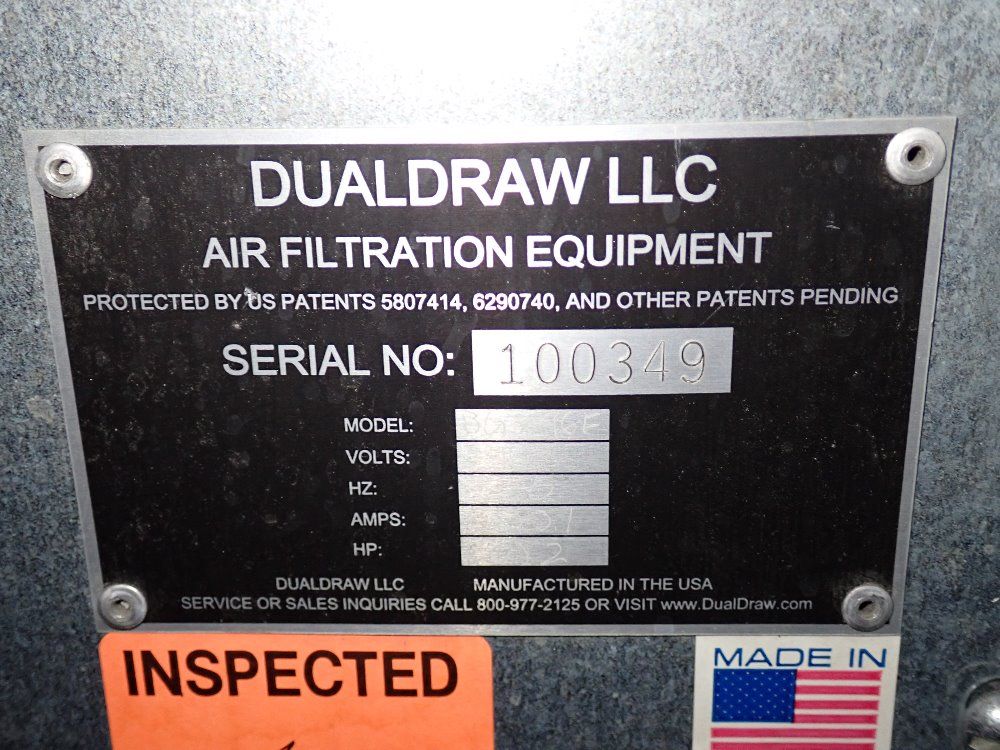 DUALDRAW LLC
AIR FILTRATION EQUIPMENT
PROTECTED BY US PATENTS 5807414, 6290740, AND OTHER PATENTS PENDING
SERIAL NO: 100349
MODEL:
VOLTS:
HZ:
AMPS:
HP:
DUALDRAW LLC MANUFACTURED IN THE USA
SERVICE OR SALES INQUIRIES CALL 800-977-2125 OR VISIT www.DualDraw.com
INSPECTED
MADE IN